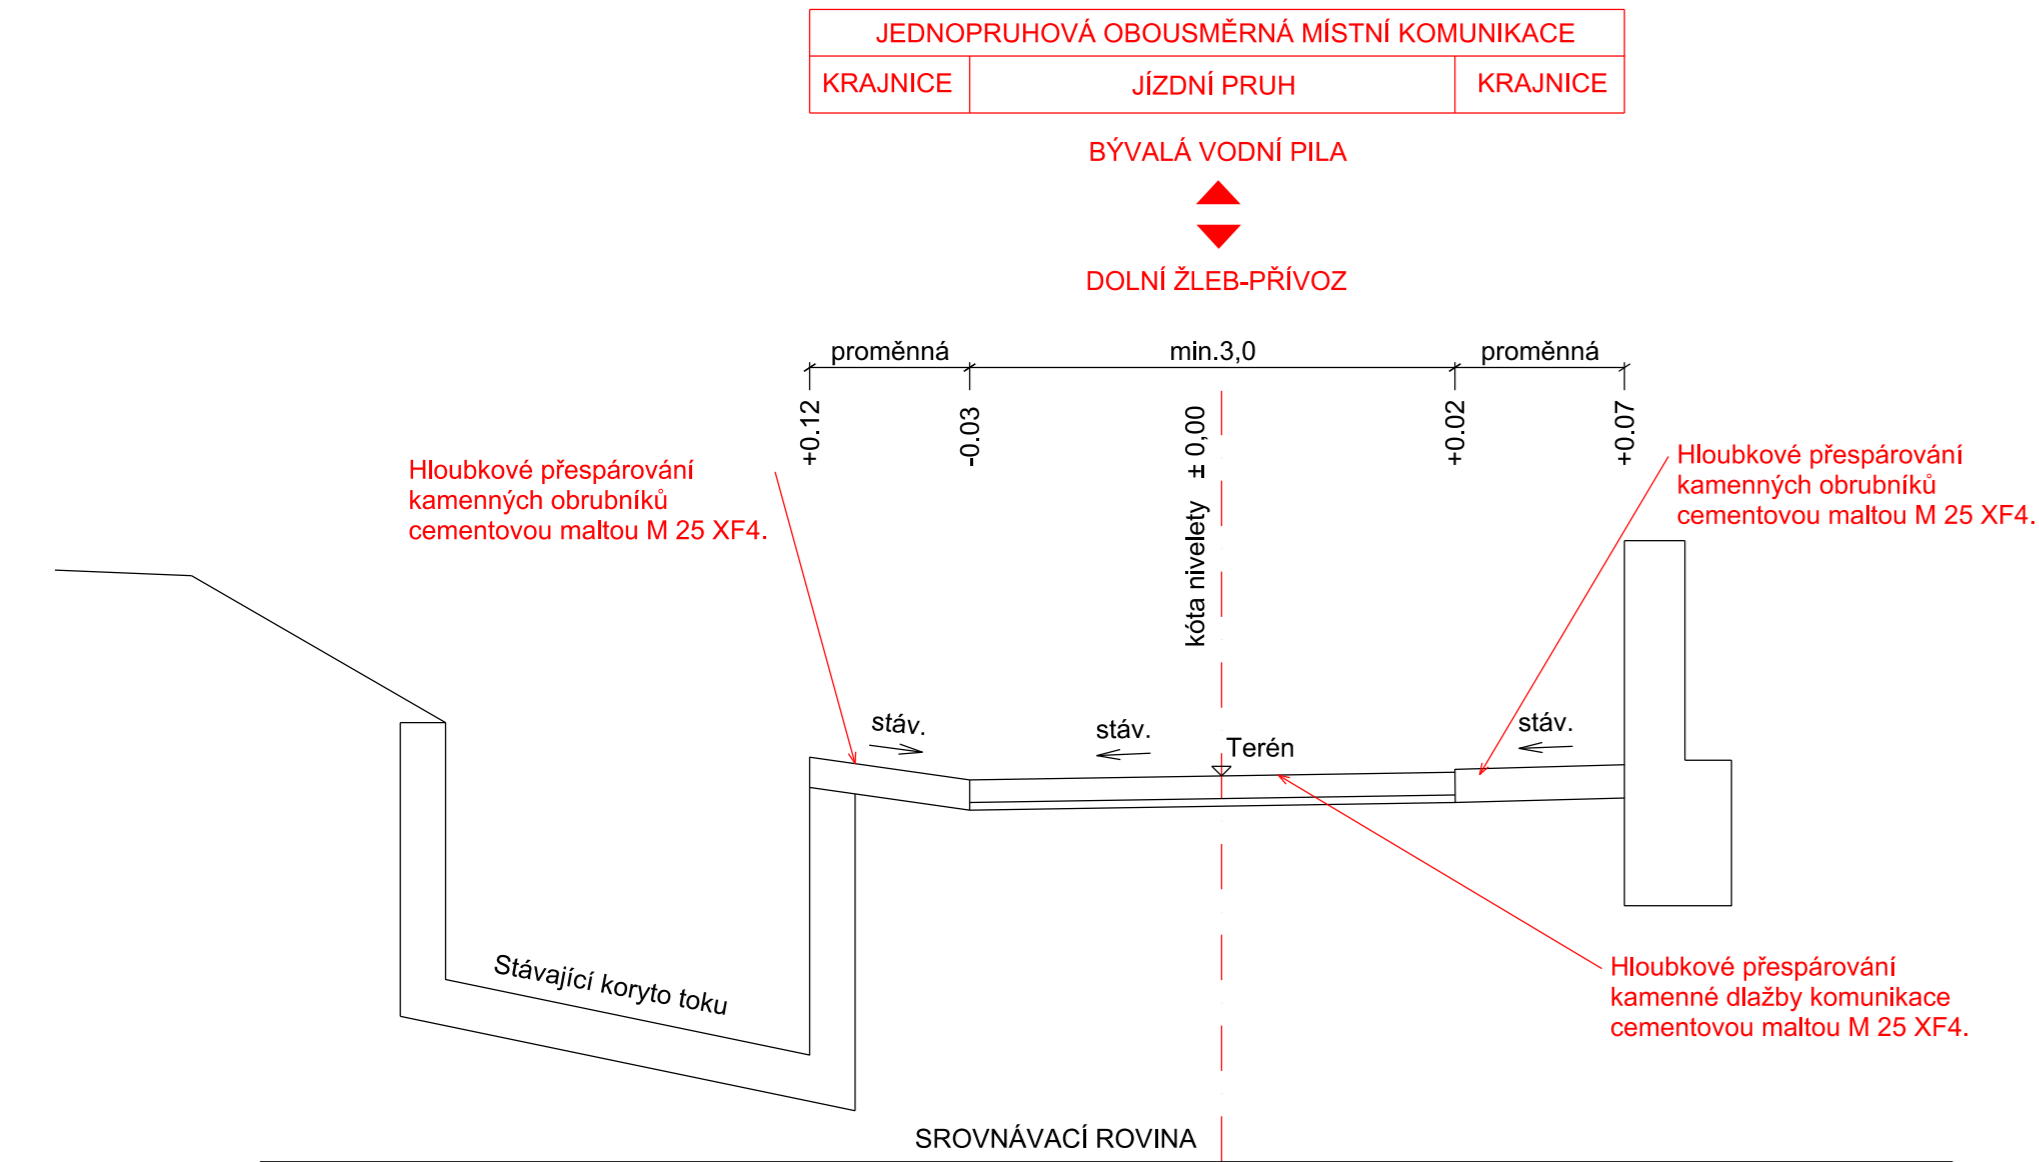 JEDNOPRUHOVÁ OBOUSMĚRNÁ MÍSTNÍ KOMUNIKACE
KRAJNICE JÍZDNÍ PRUH KRAJNICE
BÝVALÁ VODNÍ PILA
DOLNÍ ŽLEB-PŘÍVOZ
proměnná min.3,0 proměnná
+0.12
-0.03
kóta nivelety ± 0,00
+0.02
+0.07
Hloubkové přespárování
kamenných obrubníků
cementovou maltou M 25 XF4.
Hloubkové přespárování
kamenných obrubníků
cementovou maltou M 25 XF4.
stáv.
stáv.
Terén
stáv.
Stávající koryto toku
Hloubkové přespárování
kamenné dlažby komunikace
cementovou maltou M 25 XF4.
SROVNÁVACÍ ROVINA